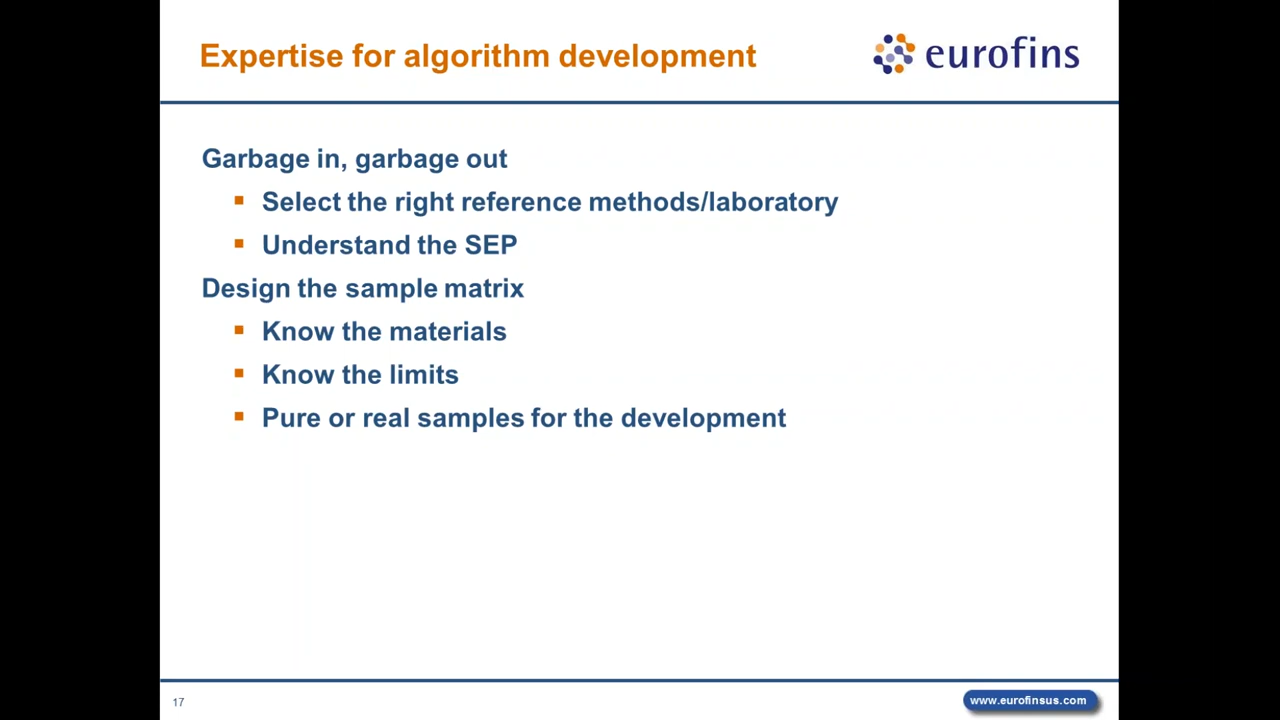 Expertise for algorithm development
eurofins
Garbage in, garbage out
Select the right reference methods/laboratory
Understand the SEP
Design the sample matrix
Know the materials
Know the limits
Pure or real samples for the development
17
www.eurofinsus.com